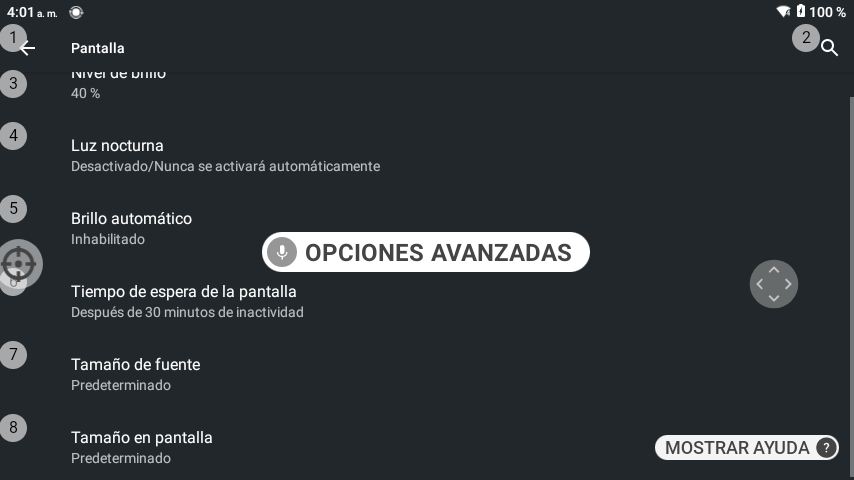 4:01 a. m.
100 %
1
Pantalla
2
3
Nivel de brillo
40 %
4
Luz nocturna
Desactivado/Nunca se activará automáticamente
5
Brillo automático
Inhabilitado
OPCIONES AVANZADAS
6
Tiempo de espera de la pantalla
Después de 30 minutos de inactividad
7
Tamaño de fuente
Predeterminado
8
Tamaño en pantalla
Predeterminado
MOSTRAR AYUDA ?